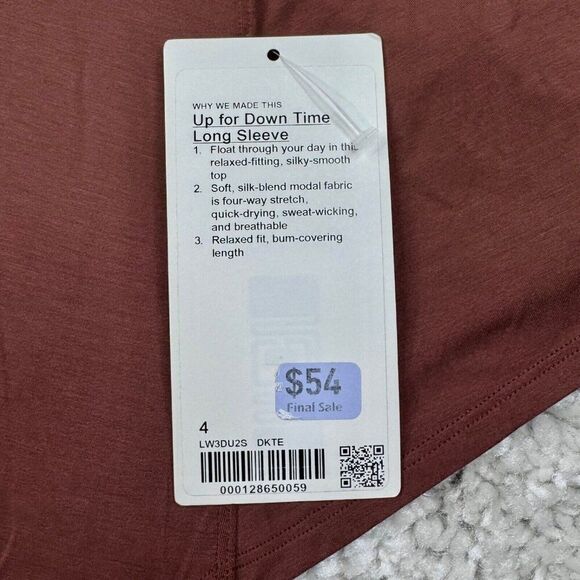 WHY WE MADE THIS
Up for Down Time
Long Sleeve
1. Float through your day in this
relaxed-fitting, silky-smooth
top
2. Soft, silk-blend modal fabric
is four-way stretch,
quick-drying, sweat-wicking,
and breathable
3. Relaxed fit, bum-covering
length
$54
Final Sale
4
LW3DU2S DKTE
000128650059